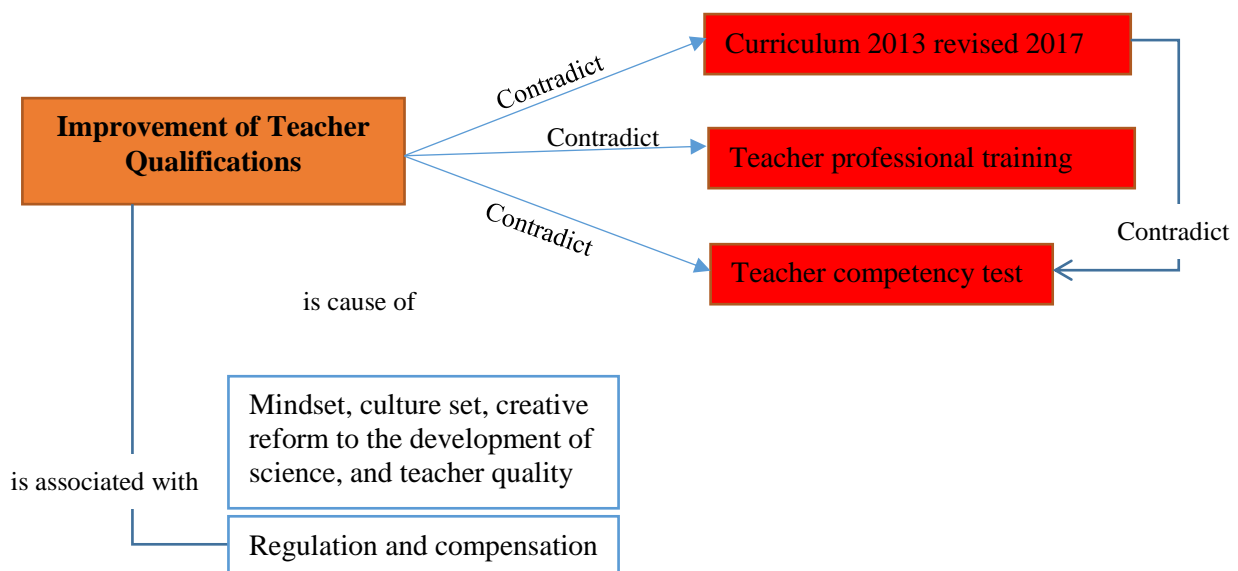 Curriculum 2013 revised 2017
Contradict
Improvement of Teacher
Qualifications
Contradict
Teacher professional training
Contradict
Contradict
Teacher competency test
is cause of
Mindset, culture set, creative
reform to the development of
science, and teacher quality
is associated with
Regulation and compensation